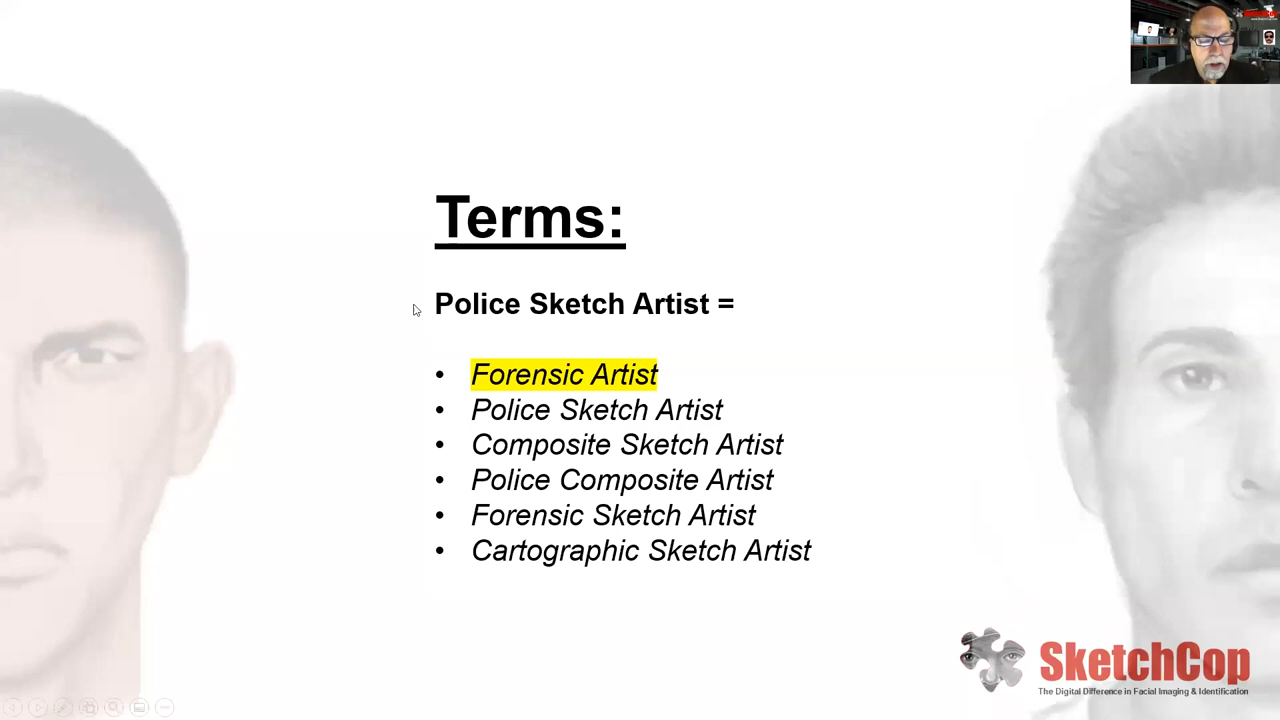 Terms:
Police Sketch Artist =
• Forensic Artist
• Police Sketch Artist
• Composite Sketch Artist
• Police Composite Artist
• Forensic Sketch Artist
• Cartographic Sketch Artist
SketchCop
The Digital Difference in Facial Imaging & Identification